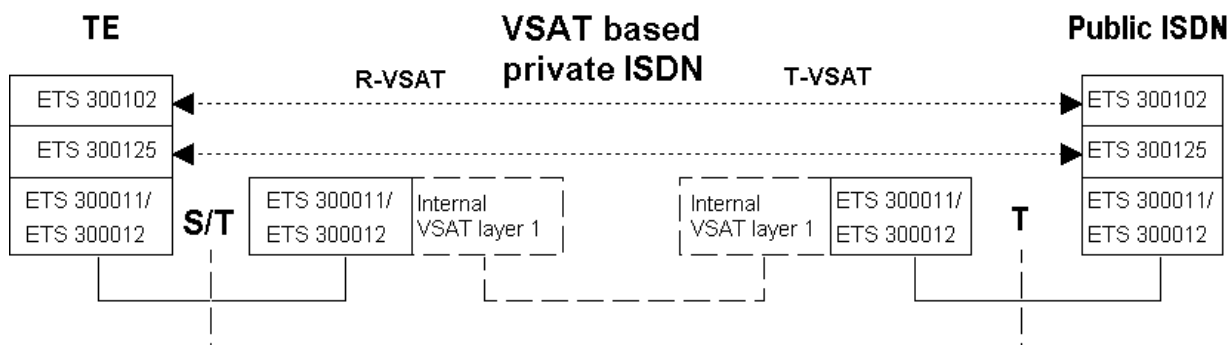 TE
VSAT based
private ISDN
Public ISDN
R-VSAT
T-VSAT
ETS 300102
ETS 300102
ETS 300125
ETS 300125
ETS 300011/
ETS 300012
S/T
ETS 300011/
ETS 300012
Internal
VSAT layer 1
Internal
VSAT layer 1
ETS 300011/
ETS 300012
T
ETS 300011/
ETS 300012